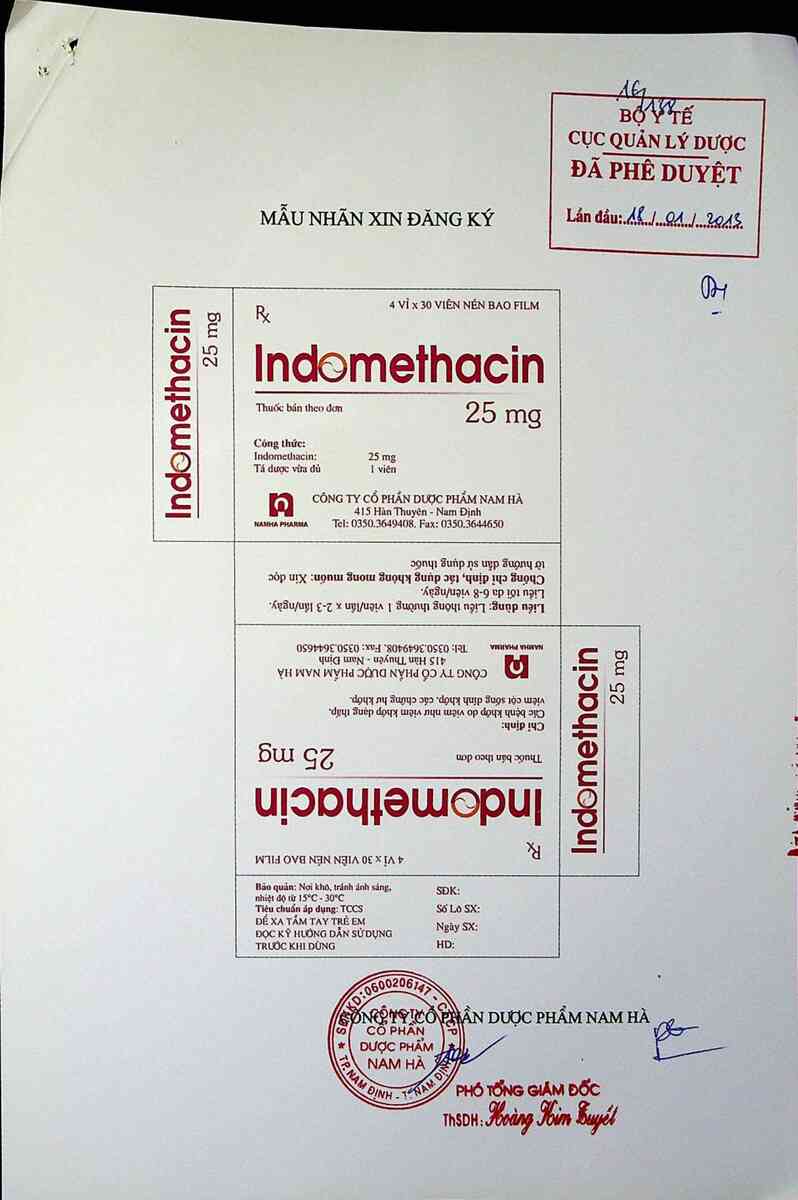 16/138
BỘ Y TẾ
CỤC QUẢN LÝ DƯỢC
ĐÃ PHÊ DUYỆT
Lần đầu: 18 / 01 / 2013
MẪU NHÃN XIN ĐĂNG KÝ
Indomethacin
25 mg
Rx
4 VỈ x 30 VIÊN NÉN BAO FILM
Indomethacin
Thuốc bán theo đơn
25 mg
Công thức:
Indomethacin: 25 mg
Tá dược vừa đủ 1 viên
NAMHA PHARMA
CÔNG TY CỔ PHẦN DƯỢC PHẨM NAM HÀ
415 Hàn Thuyên - Nam Định
Tel: 0350.3649408. Fax: 0350.3644650
Rx
4 VỈ x 30 VIÊN NÉN BAO FILM
Indomethacin
Thuốc bán theo đơn
25 mg
Chỉ định:
Các bệnh khớp do viêm như viêm khớp dạng thấp,
viêm cột sống dính khớp, các chứng hư khớp.
NAMHA PHARMA
CÔNG TY CỔ PHẦN DƯỢC PHẨM NAM HÀ
415 Hàn Thuyên - Nam Định
Tel: 0350.3649408. Fax: 0350.3644650
Liều dùng: Liều thông thường 1 viên/lần x 2-3 lần/ngày.
Liều tối đa 6-8 viên/ngày.
Chống chỉ định, tác dụng không mong muốn: Xin đọc
tờ hướng dẫn sử dụng thuốc
Indomethacin
25 mg
Bảo quản: Nơi khô, tránh ánh sáng,
nhiệt độ từ 15°C - 30°C
Tiêu chuẩn áp dụng: TCCS
ĐỂ XA TẦM TAY TRẺ EM
ĐỌC KỸ HƯỚNG DẪN SỬ DỤNG
TRƯỚC KHI DÙNG
SĐK:
Số Lô SX:
Ngày SX:
HD:
CÔNG TY CỔ PHẦN DƯỢC PHẨM NAM HÀ
SĐKKD:0600206147 - C.T.C.P
CÔNG TY
CỔ PHẦN
DƯỢC PHẨM
NAM HÀ
TP.NAM ĐỊNH - T.NAM ĐỊNH
PHÓ TỔNG GIÁM ĐỐC
ThSDH: Hoàng Kim Tuyết